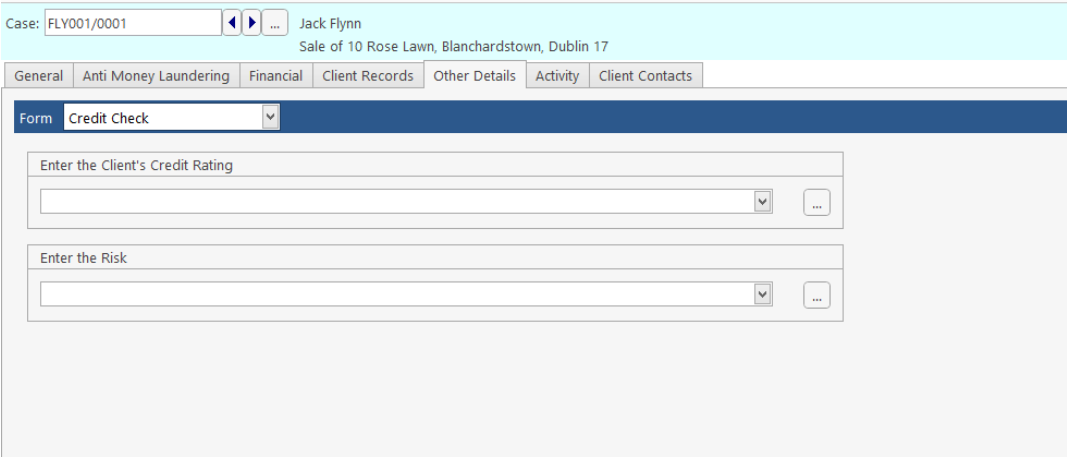 Case: FLY001/0001 ... Jack Flynn
Sale of 10 Rose Lawn, Blanchardstown, Dublin 17
General Anti Money Laundering Financial Client Records Other Details Activity Client Contacts
Form Credit Check
Enter the Client's Credit Rating
...
Enter the Risk
...